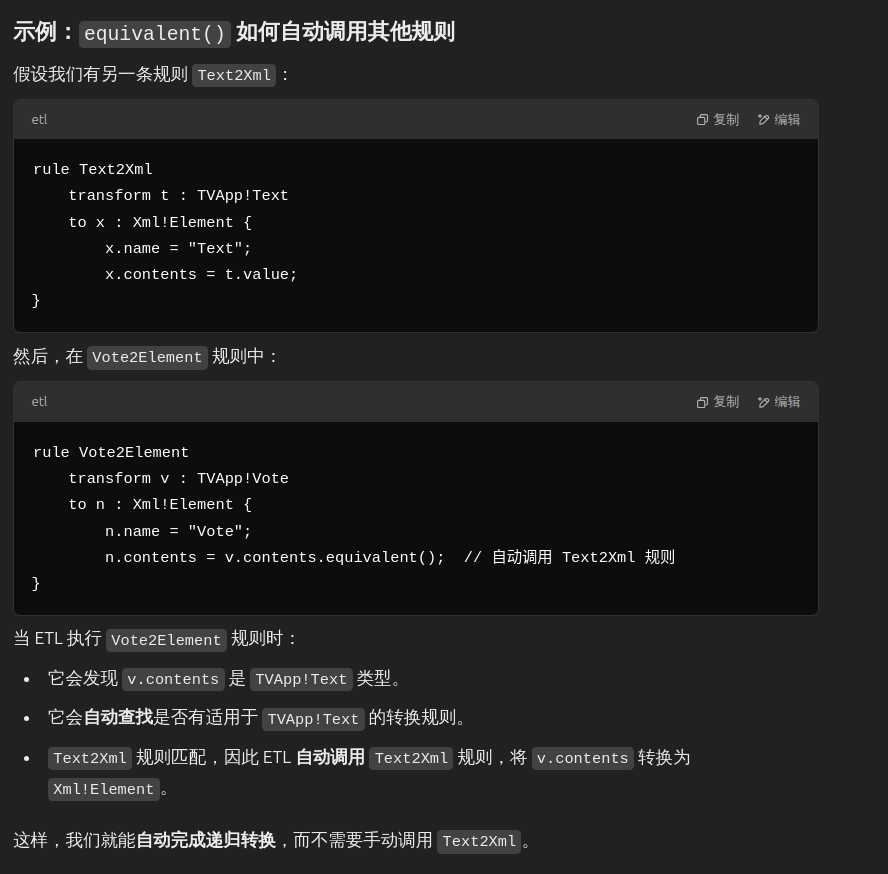 示例：equivalent() 如何自动调用其他规则
假设我们有另一条规则 Text2Xml：
etl 复制 编辑
rule Text2Xml
    transform t : TVApp!Text
    to x : Xml!Element {
        x.name = "Text";
        x.contents = t.value;
}
然后，在 Vote2Element 规则中：
etl 复制 编辑
rule Vote2Element
    transform v : TVApp!Vote
    to n : Xml!Element {
        n.name = "Vote";
        n.contents = v.contents.equivalent();  // 自动调用 Text2Xml 规则
}
当 ETL 执行 Vote2Element 规则时：
• 它会发现 v.contents 是 TVApp!Text 类型。
• 它会自动查找是否有适用于 TVApp!Text 的转换规则。
• Text2Xml 规则匹配，因此 ETL 自动调用 Text2Xml 规则，将 v.contents 转换为
Xml!Element。
这样，我们就能自动完成递归转换，而不需要手动调用 Text2Xml。